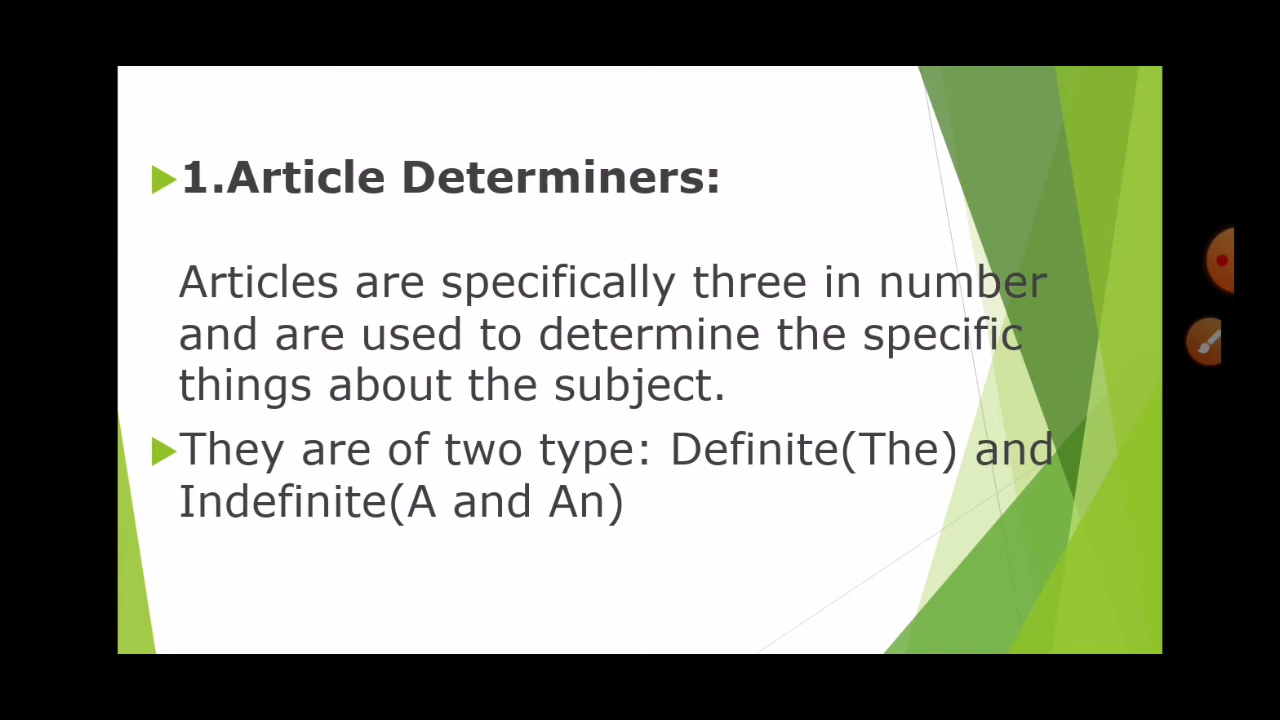 1.Article Determiners:
Articles are specifically three in number
and are used to determine the specific
things about the subject.
They are of two type: Definite(The) and
Indefinite(A and An)